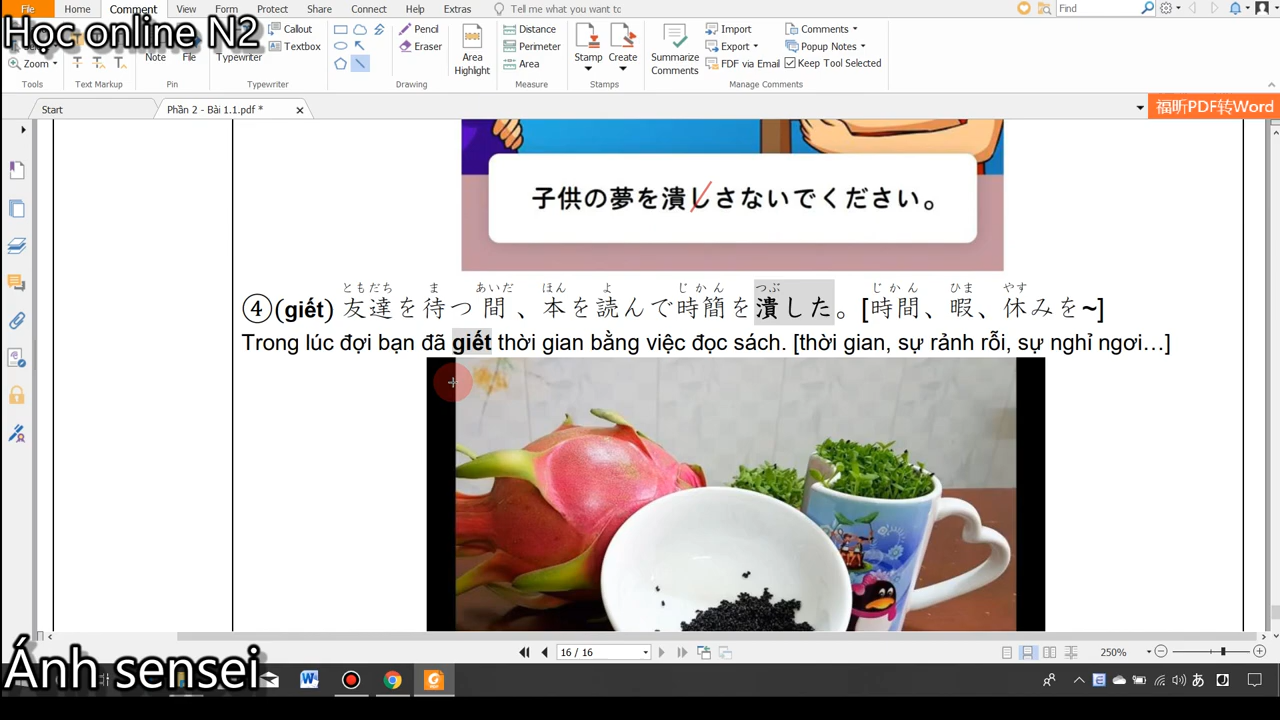 File Home Comment View Form Protect Share Connect Help Extras Tell me what you want tc Find
Học online N2
Callout Pencil Distance Import Comments
Textbox Eraser Perimeter Export Popup Notes
Zoom Note File Typewriter Area Highlight Area Stamp Create Summarize Comments FDF via Email Keep Tool Selected
Tools Text Markup Pin Typewriter Drawing Measure Stamps Manage Comments
Start Phần 2 - Bài 1.1.pdf * 福昕PDF转Word
子供の夢を潰しさないでください。
ともだち ま あいだ ほん よ じかん つぶ じかん ひま やす
④(giết) 友達を待つ間、本を読んで時簡を潰した。[時間、暇、休みを~]
Trong lúc đợi bạn đã giết thời gian bằng việc đọc sách. [thời gian, sự rảnh rỗi, sự nghỉ ngơi…]
16 / 16 250%
Ánh sensei
あ